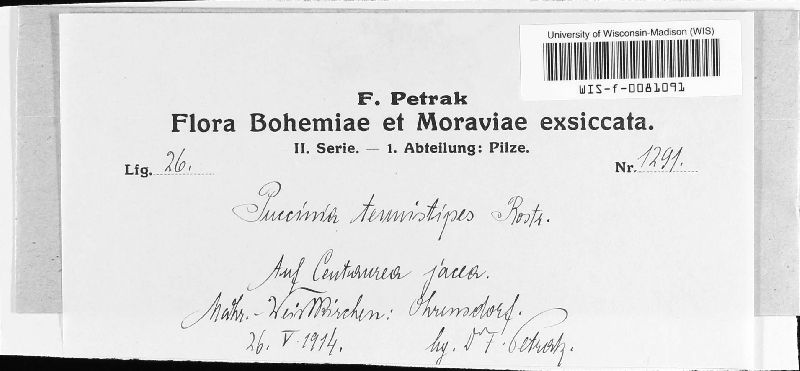 University of Wisconsin-Madison (WIS)
WIS-f-0081091
F. Petrak
Flora Bohemiae et Moraviae exsiccata.
II. Serie. — 1. Abteilung: Pilze.
Lfg. 26.
Nr. 1291.
Puccinia tenuistipes Rostr.
Auf Centaurea jacea.
Mähr.-Weisskirchen: Ohrensdorf.
26. V. 1914.
lg. Dr F. Petrak.